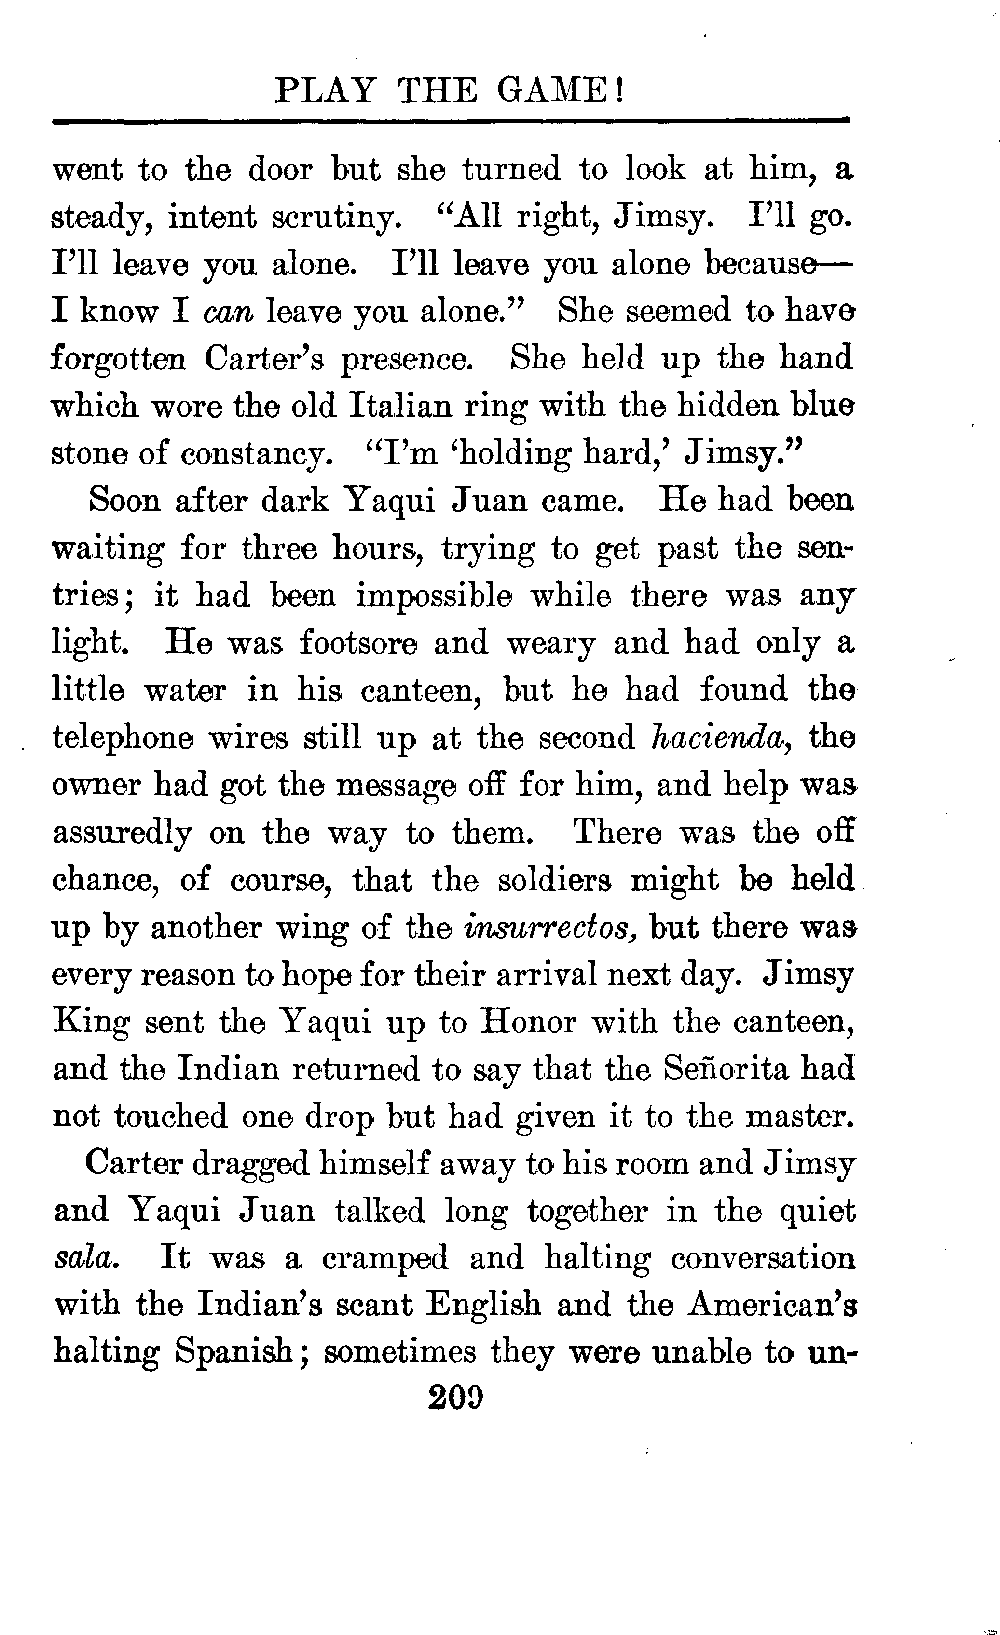 PLAY THE GAME!
went to the door but she turned to look at him, a
steady, intent scrutiny. “All right, Jimsy. I’ll go.
I’ll leave you alone. I’ll leave you alone because—
I know I can leave you alone.” She seemed to have
forgotten Carter’s presence. She held up the hand
which wore the old Italian ring with the hidden blue
stone of constancy. “I’m ‘holding hard,’ Jimsy.”
Soon after dark Yaqui Juan came. He had been
waiting for three hours, trying to get past the sen-
tries; it had been impossible while there was any
light. He was footsore and weary and had only a
little water in his canteen, but he had found the
telephone wires still up at the second hacienda, the
owner had got the message off for him, and help was
assuredly on the way to them. There was the off
chance, of course, that the soldiers might be held
up by another wing of the insurrectos, but there was
every reason to hope for their arrival next day. Jimsy
King sent the Yaqui up to Honor with the canteen,
and the Indian returned to say that the Señorita had
not touched one drop but had given it to the master.
Carter dragged himself away to his room and Jimsy
and Yaqui Juan talked long together in the quiet
sala. It was a cramped and halting conversation
with the Indian’s scant English and the American’s
halting Spanish; sometimes they were unable to un-
209